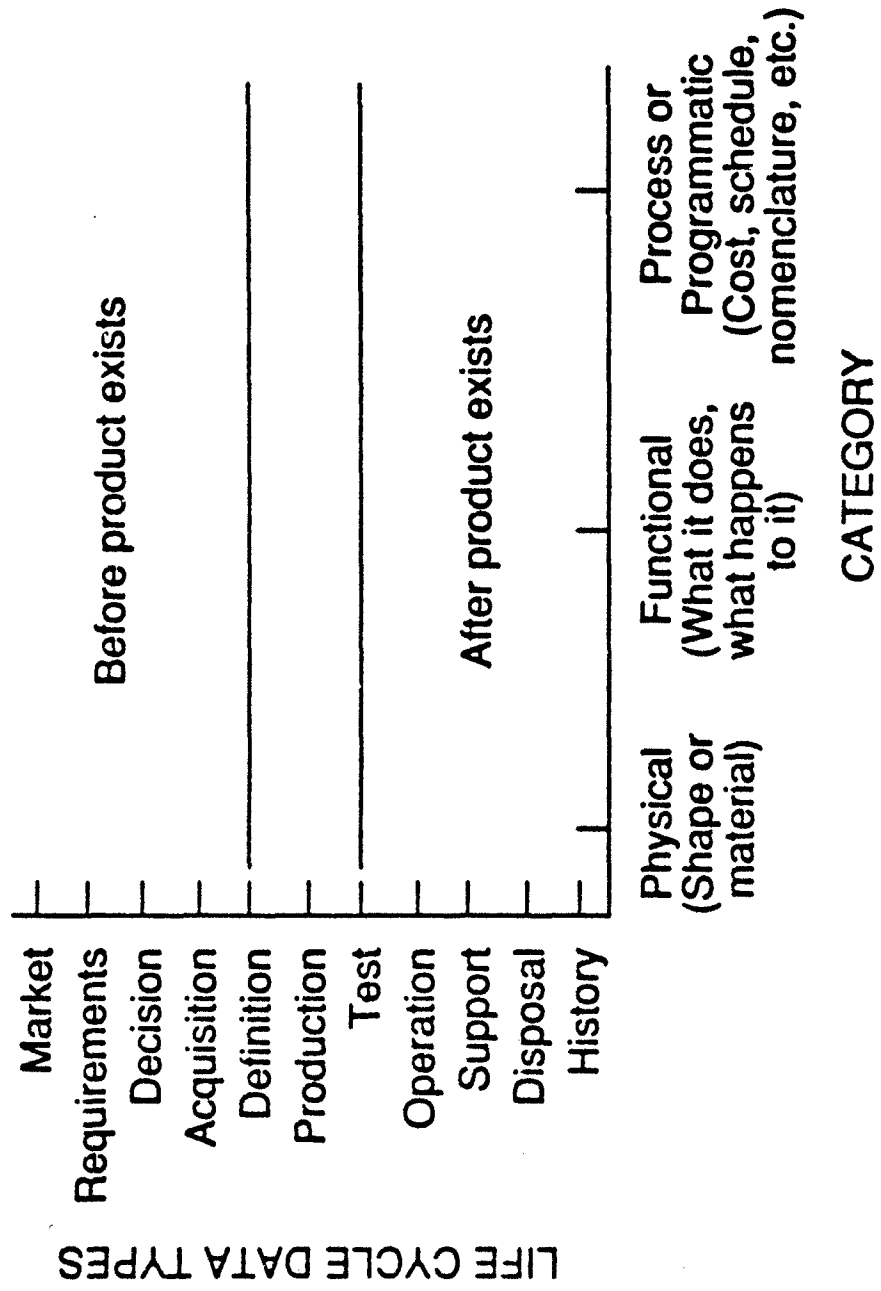 LIFE CYCLE DATA TYPES
Market
Requirements
Decision
Acquisition
Definition
Production
Test
Operation
Support
Disposal
History
Before product exists
After product exists
Physical
(Shape or
material)
Functional
(What it does,
what happens
to it)
Process or
Programmatic
(Cost, schedule,
nomenclature, etc.)
CATEGORY